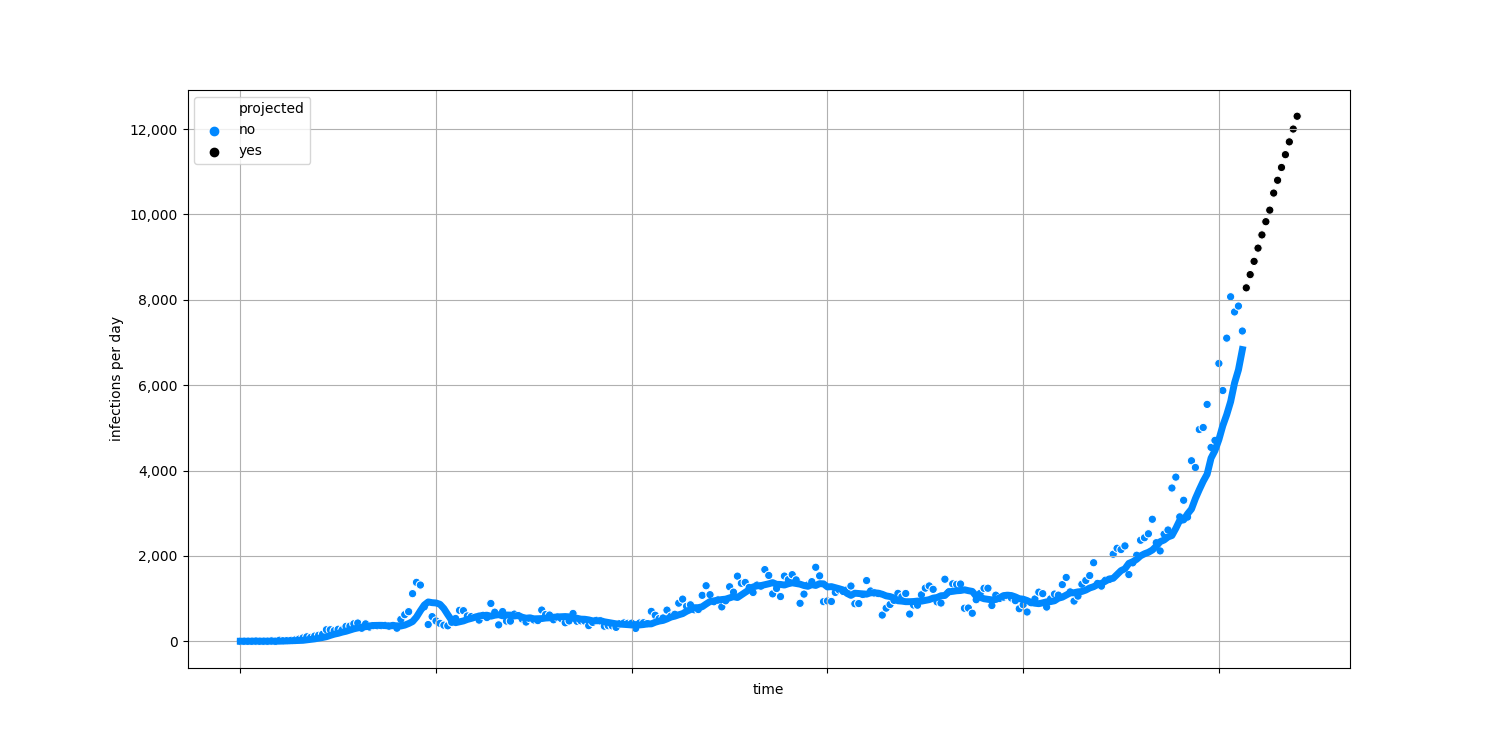 projected
no
yes
12,000
10,000
8,000
6,000
4,000
2,000
0
infections per day
time